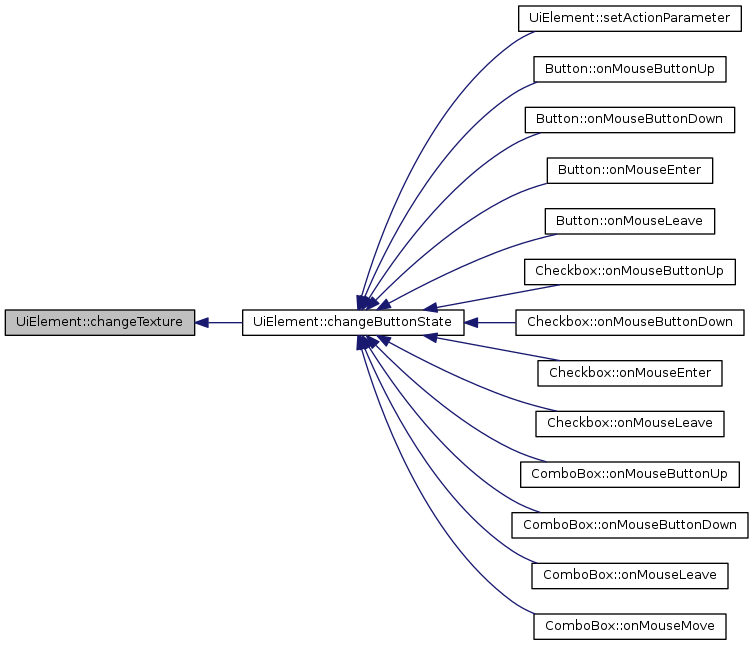 UiElement::setActionParameter
Button::onMouseButtonUp
Button::onMouseButtonDown
Button::onMouseEnter
Button::onMouseLeave
Checkbox::onMouseButtonUp
UiElement::changeTexture
UiElement::changeButtonState
Checkbox::onMouseButtonDown
Checkbox::onMouseEnter
Checkbox::onMouseLeave
ComboBox::onMouseButtonUp
ComboBox::onMouseButtonDown
ComboBox::onMouseLeave
ComboBox::onMouseMove